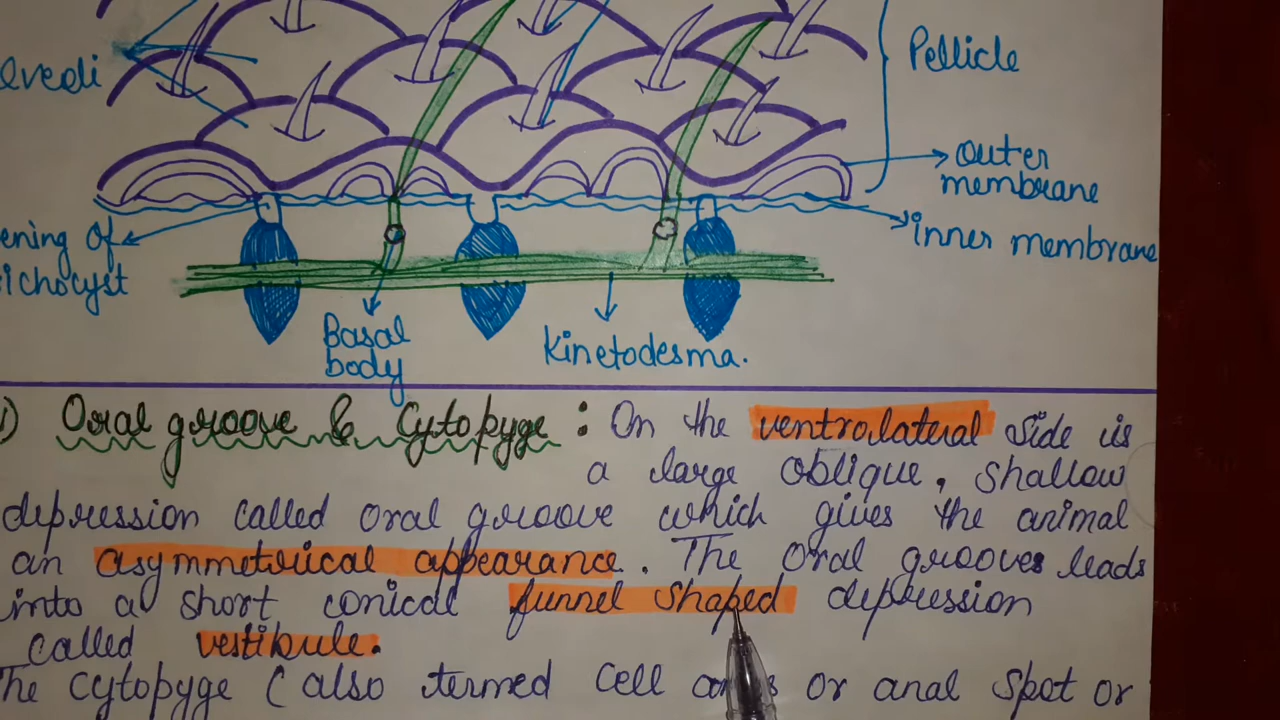 Pellicle
outer
membrane
inner membrane
Basal
body
Kinetodesma.
Oral groove & Cytopyge : On the ventrolateral side is
a large oblique, shallow
depression called oral groove which gives the animal
an asymmetrical appearance. The oral grooves leads
into a short conical funnel shaped depression
called vestibule.
The cytopyge (also termed cell or anal spot or